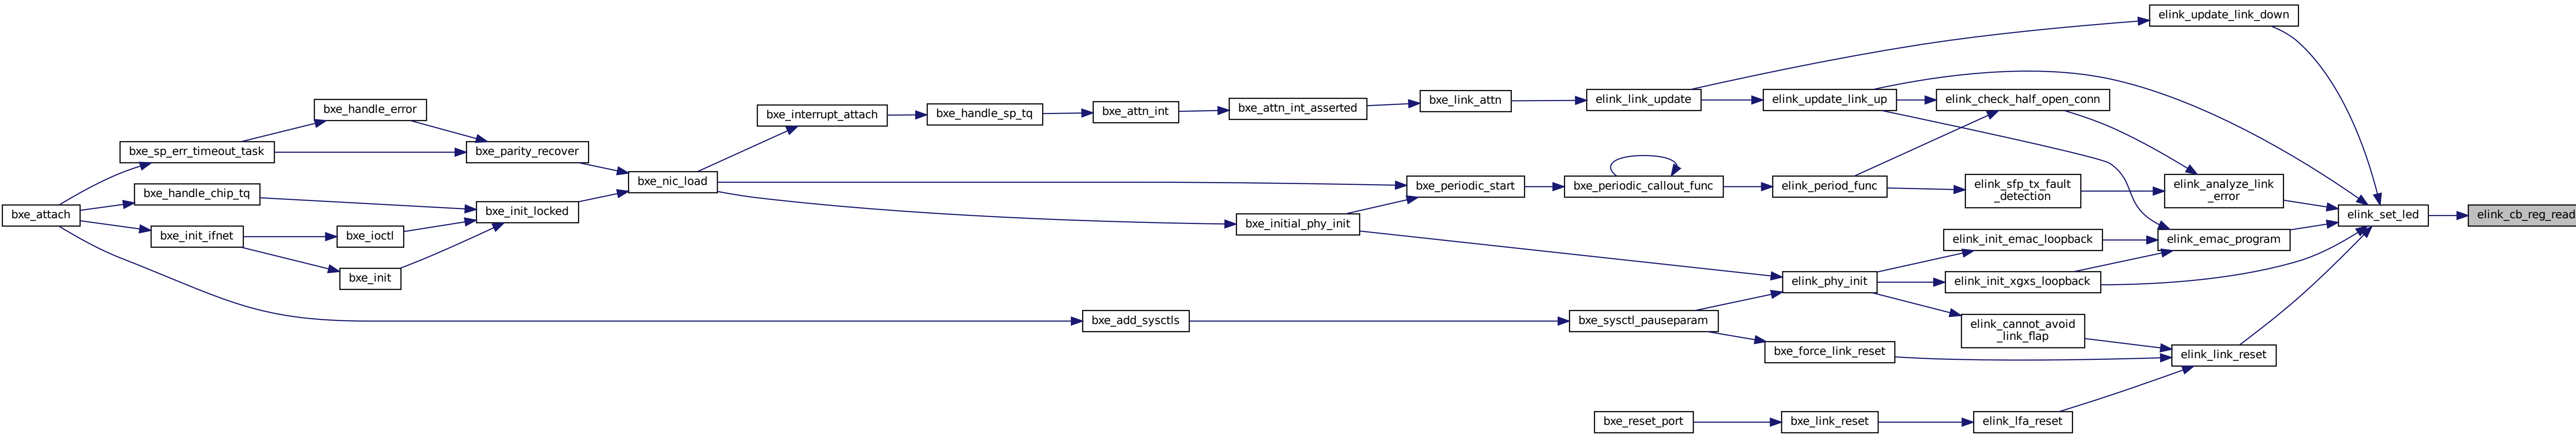 elink_update_link_down
bxe_handle_error
bxe_interrupt_attach
bxe_handle_sp_tq
bxe_attn_int
bxe_attn_int_asserted
bxe_link_attn
elink_link_update
elink_update_link_up
elink_check_half_open_conn
bxe_sp_err_timeout_task
bxe_parity_recover
bxe_nic_load
bxe_periodic_start
bxe_periodic_callout_func
elink_period_func
elink_sfp_tx_fault
_detection
elink_analyze_link
_error
bxe_handle_chip_tq
bxe_attach
bxe_init_locked
elink_set_led
elink_cb_reg_read
bxe_init_ifnet
bxe_ioctl
bxe_initial_phy_init
elink_init_emac_loopback
elink_emac_program
bxe_init
elink_phy_init
elink_init_xgxs_loopback
bxe_add_sysctls
bxe_sysctl_pauseparam
elink_cannot_avoid
_link_flap
bxe_force_link_reset
elink_link_reset
bxe_reset_port
bxe_link_reset
elink_lfa_reset